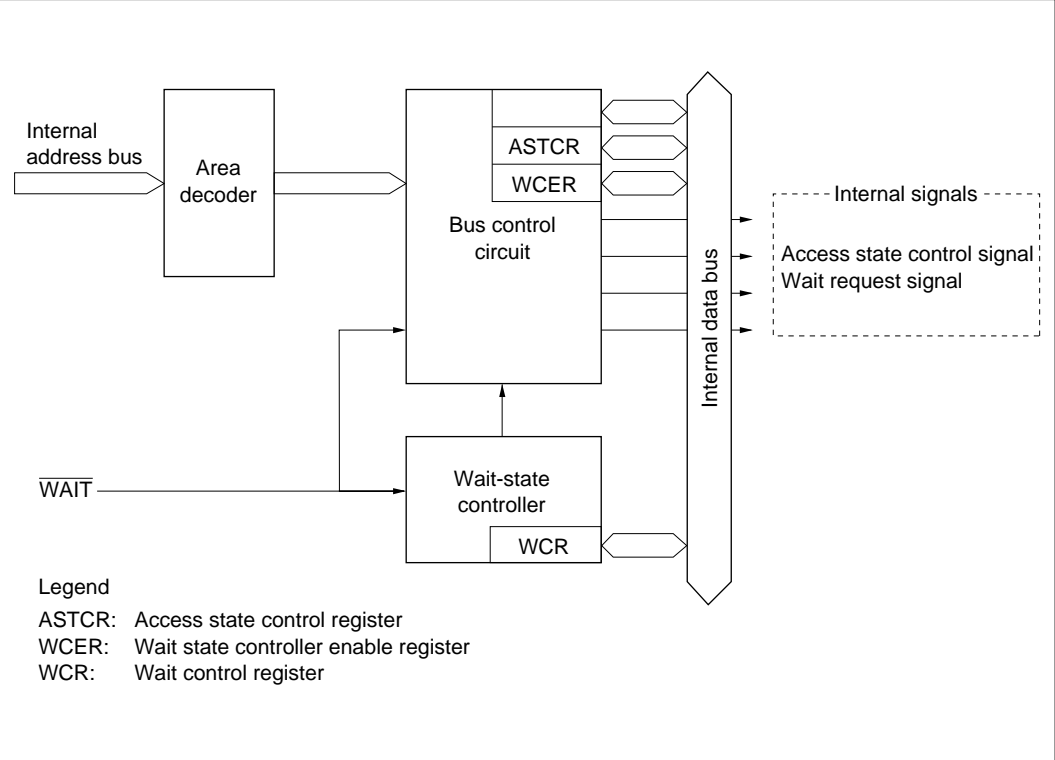 Internal
address bus
Area
decoder
ASTCR
WCER
Bus control
circuit
Internal data bus
Internal signals
Access state control signal
Wait request signal
WAIT
Wait-state
controller
WCR
Legend
ASTCR: Access state control register
WCER: Wait state controller enable register
WCR: Wait control register